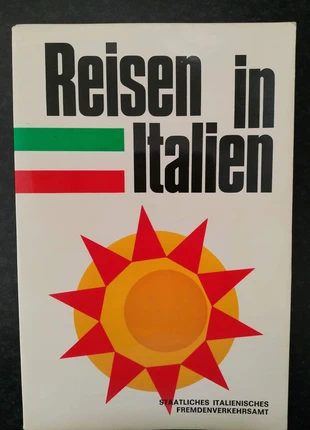 Reisen in
Italien
STAATLICHES ITALIENISCHES
FREMDENVERKEHRSAMT